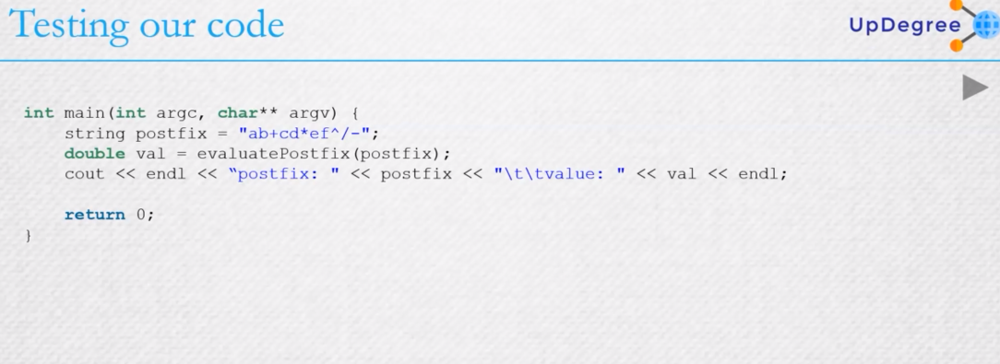 Testing our code
UpDegree
int main(int argc, char** argv) {
    string postfix = "ab+cd*ef^/-";
    double val = evaluatePostfix(postfix);
    cout << endl << ‟postfix: " << postfix << "\t\tvalue: " << val << endl;
    return 0;
}